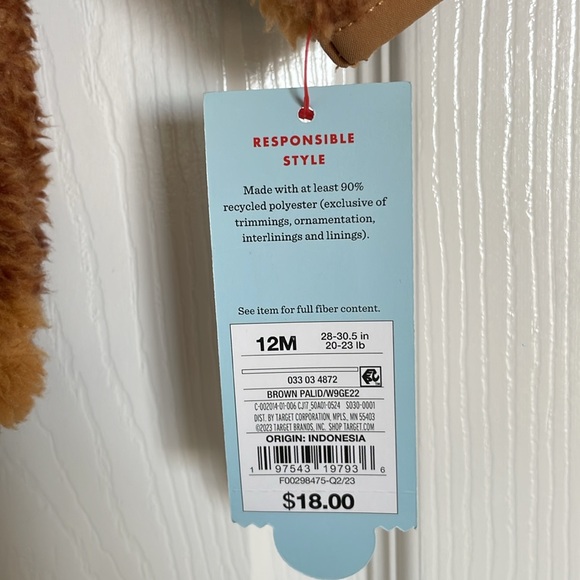 RESPONSIBLE
STYLE
Made with at least 90%
recycled polyester (exclusive of
trimmings, ornamentation,
interlinings and linings).
See item for full fiber content.
12M
28-30.5 in
20-23 lb
033 03 4872
BROWN PALID/W9GE22
C-002014-01-006 CJ17_50A01-0524 S030-0001
DIST. BY TARGET CORPORATION, MPLS., MN 55403
©2023 TARGET BRANDS, INC. SHOP TARGET.COM
ORIGIN: INDONESIA
1 97543 19793 6
F00298475-Q2/23
$18.00